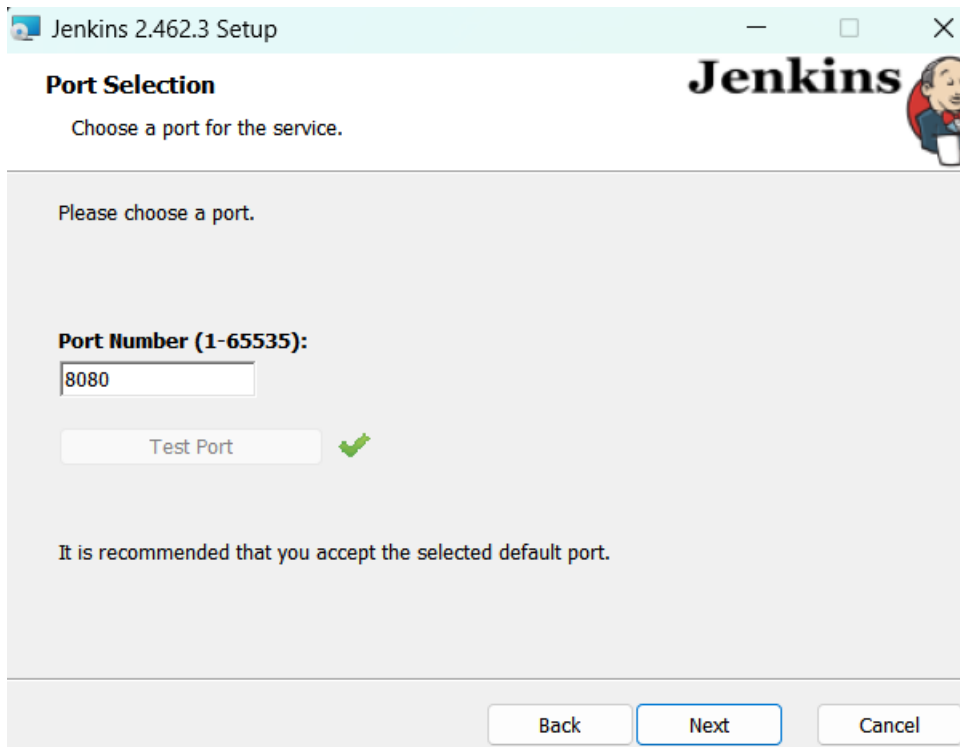 Jenkins 2.462.3 Setup
Port Selection
Jenkins
Choose a port for the service.
Please choose a port.
Port Number (1-65535):
8080
Test Port
It is recommended that you accept the selected default port.
Back Next Cancel